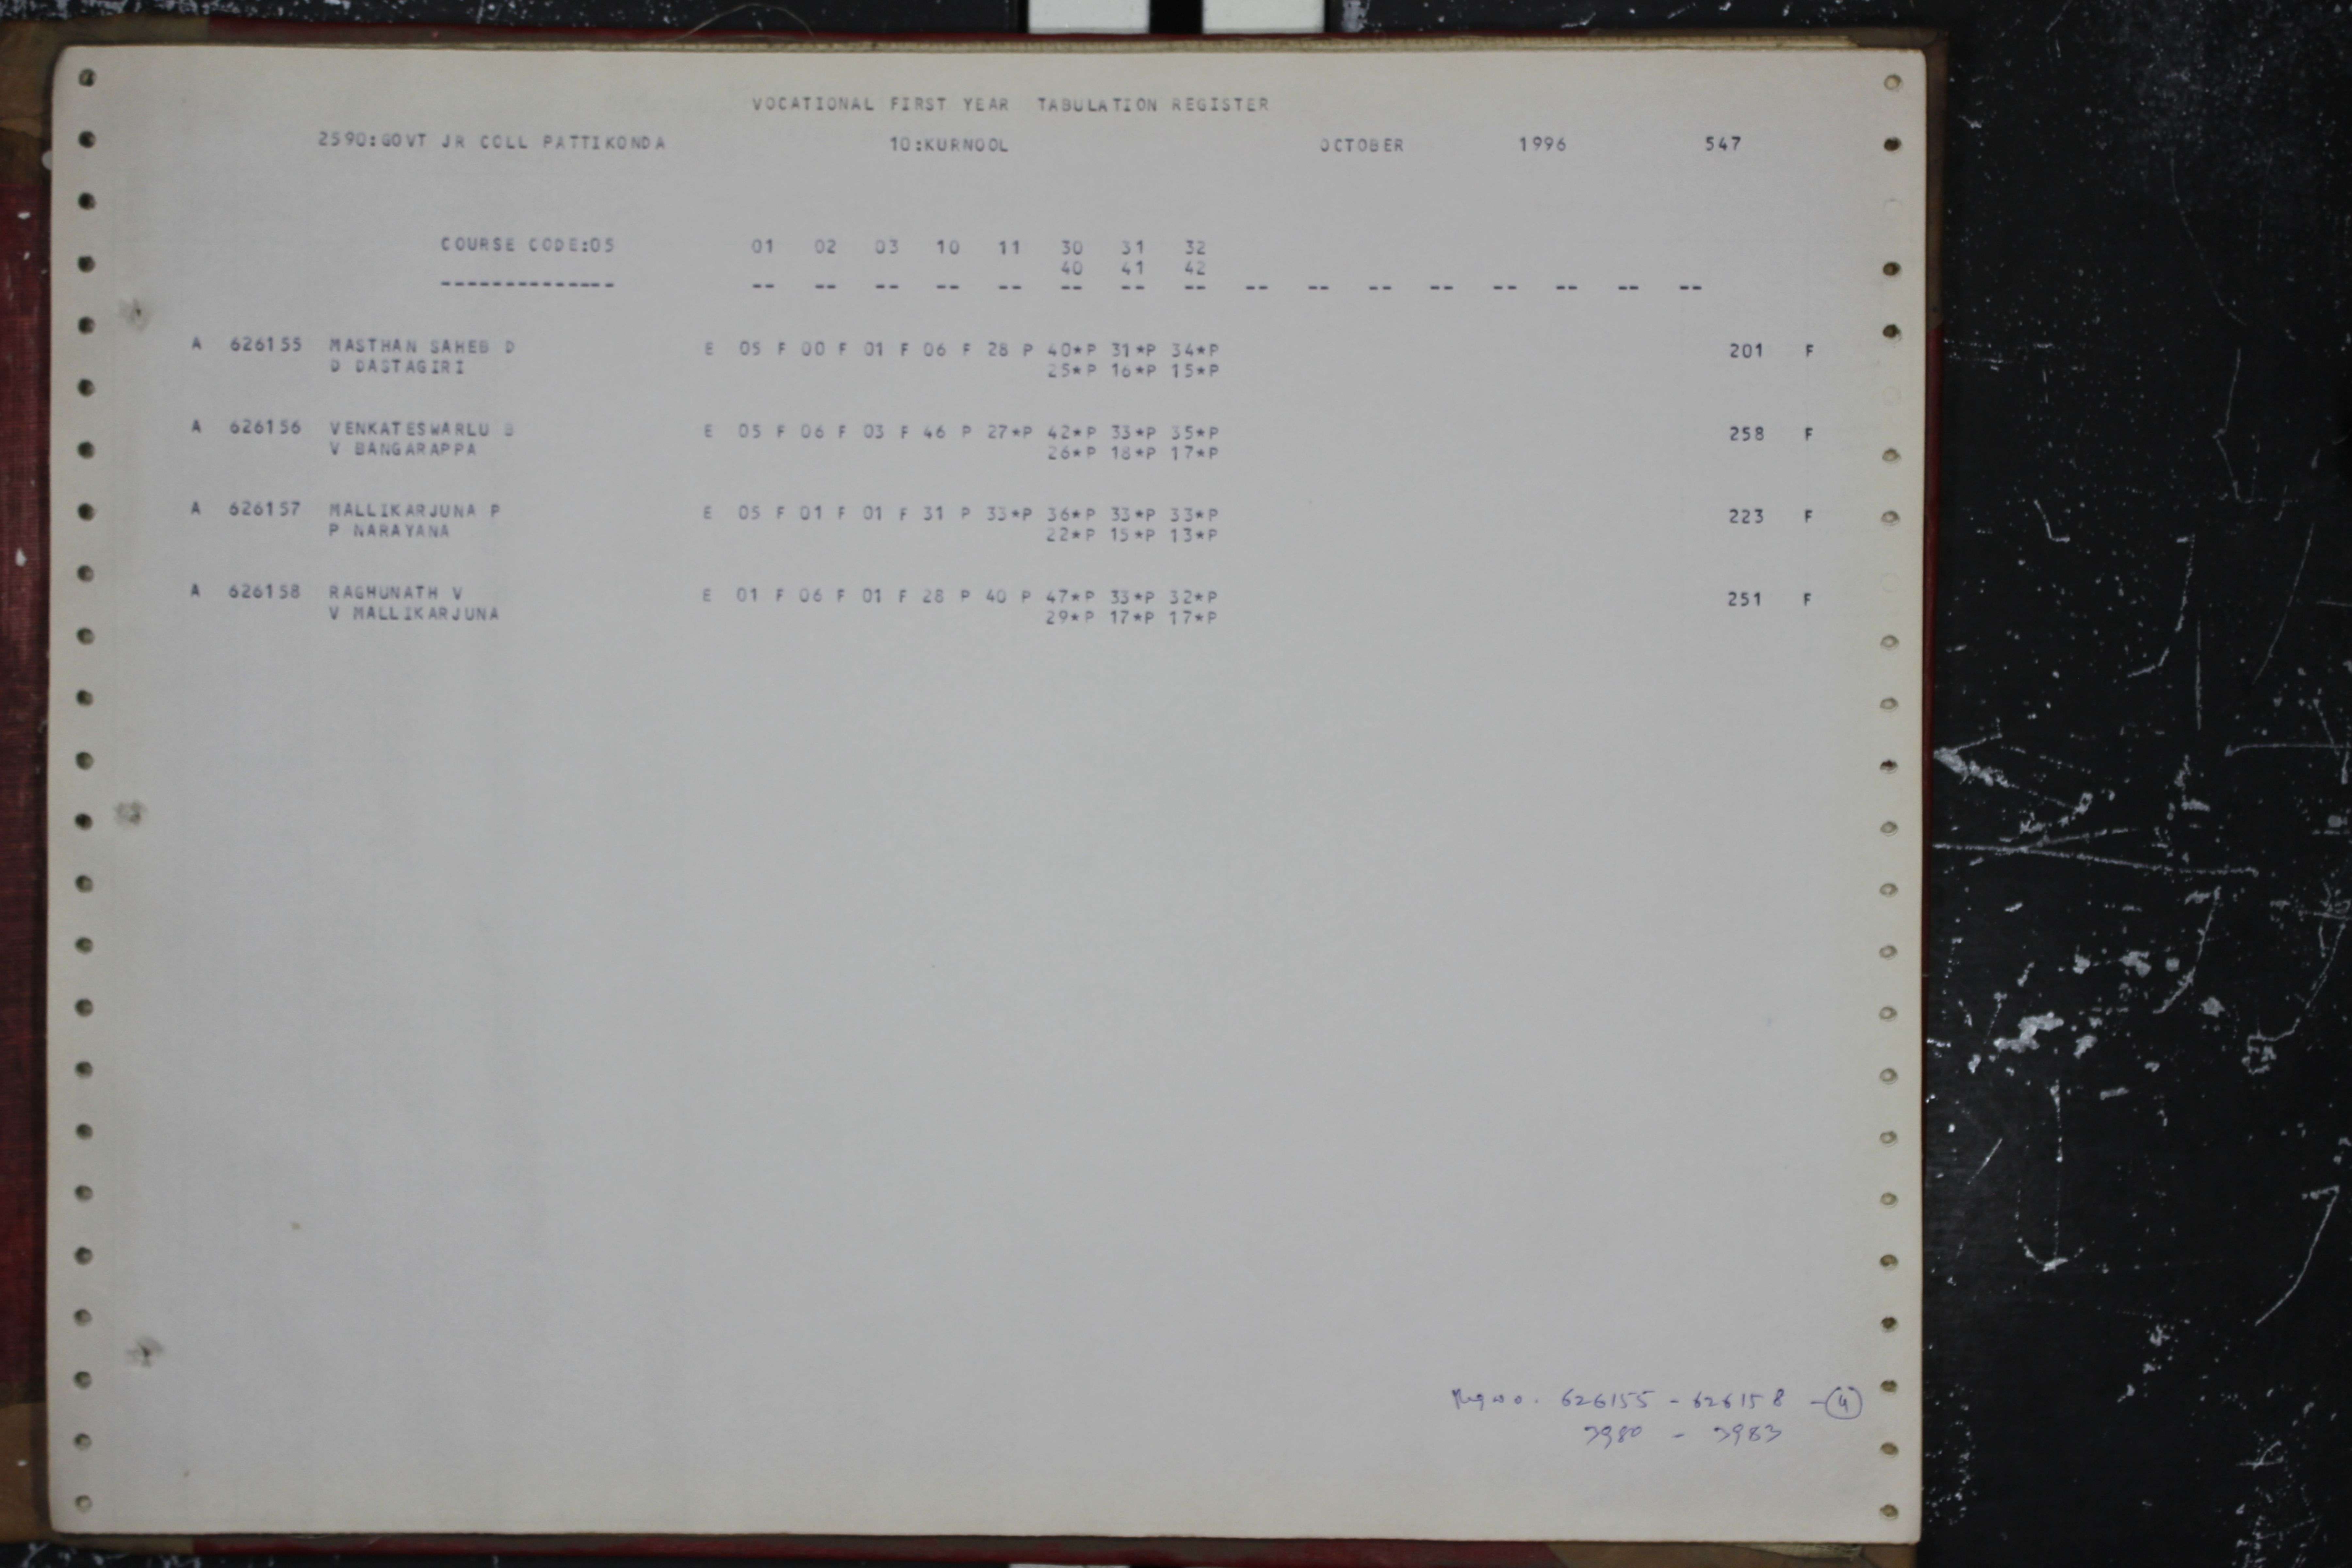 VOCATIONAL FIRST YEAR TABULATION REGISTER
2590:GOVT JR COLL PATTIKONDA 10:KURNOOL OCTOBER 1996 547
COURSE CODE:05 01 02 03 10 11 30 31 32
40 41 42
-------------- -- -- -- -- -- -- -- -- -- -- -- -- -- -- -- --
A 626155 MASTHAN SAHEB D E 05 F 00 F 01 F 06 F 28 P 40*P 31*P 34*P 201 F
D DASTAGIRI 25*P 16*P 15*P
A 626156 VENKATESWARLU B E 05 F 06 F 03 F 46 P 27*P 42*P 33*P 35*P 258 F
V BANGARAPPA 26*P 18*P 17*P
A 626157 MALLIKARJUNA P E 05 F 01 F 01 F 31 P 33*P 36*P 33*P 33*P 223 F
P NARAYANA 22*P 15*P 13*P
A 626158 RAGHUNATH V E 01 F 06 F 01 F 28 P 40 P 47*P 33*P 32*P 251 F
V MALLIKARJUNA 29*P 17*P 17*P
626155 - 626158 - 4